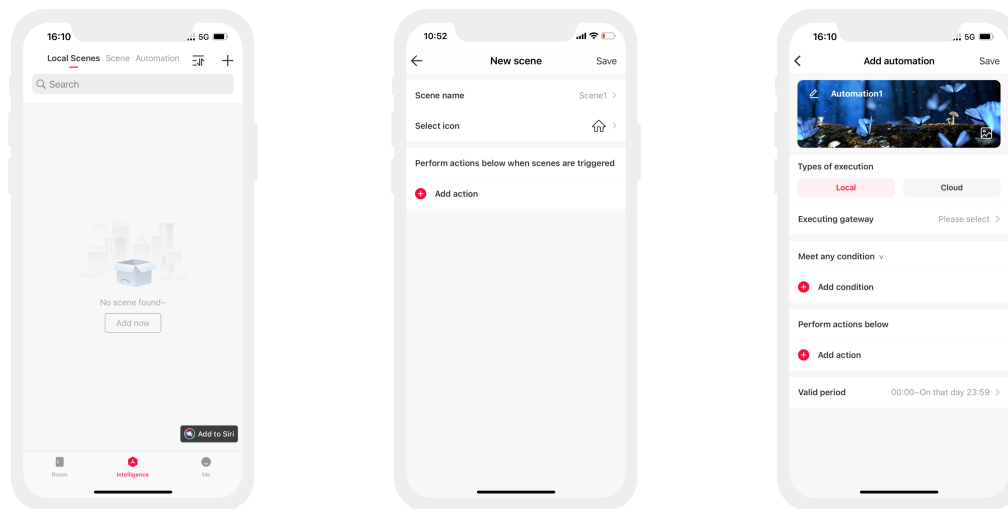 16:10
5G
Local Scenes Scene Automation
Search
No scene found~
Add now
Add to Siri
Room Intelligence Me
10:52
New scene Save
Scene name Scene1 >
Select icon >
Perform actions below when scenes are triggered
Add action
16:10
5G
Add automation Save
Automation1
Types of execution
Local Cloud
Executing gateway Please select >
Meet any condition
Add condition
Perform actions below
Add action
Valid period 00:00~On that day 23:59 >